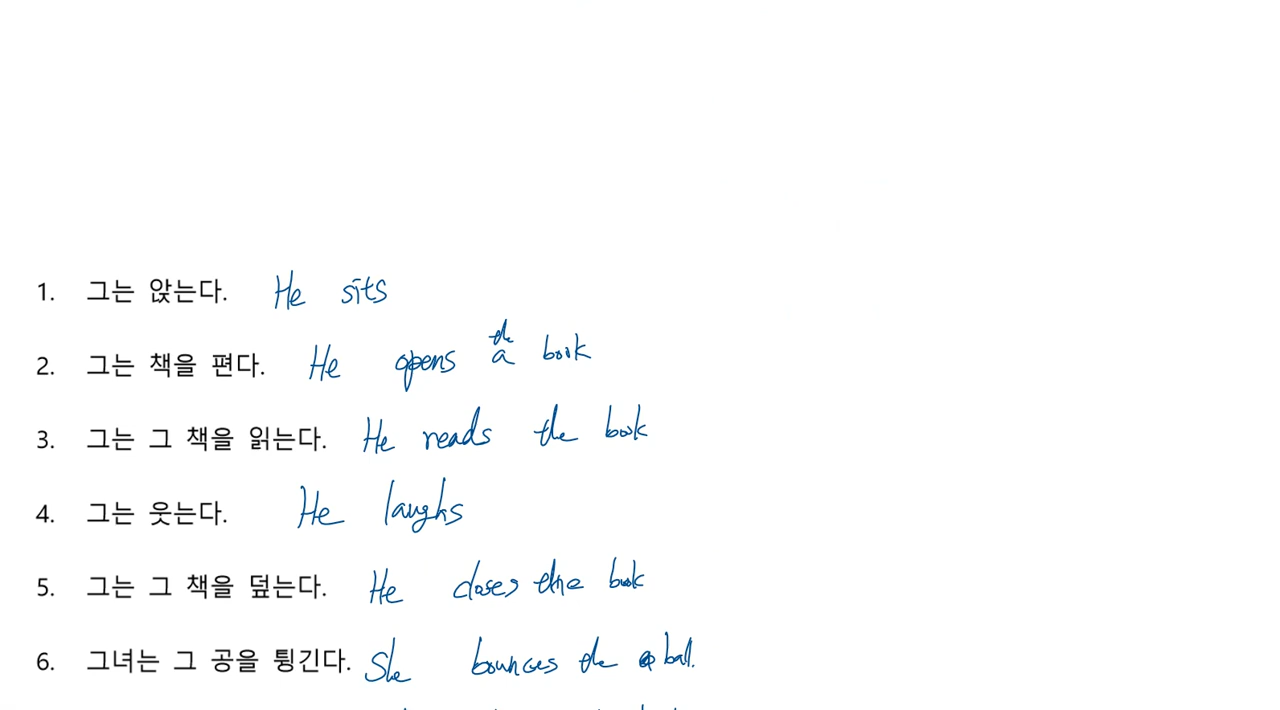 1. 그는 앉는다. He sits
the
2. 그는 책을 편다. He opens a book
3. 그는 그 책을 읽는다. He reads the book
4. 그는 웃는다. He laughs
5. 그는 그 책을 덮는다. He closes the book
6. 그녀는 그 공을 튕긴다. She bounces the ball.